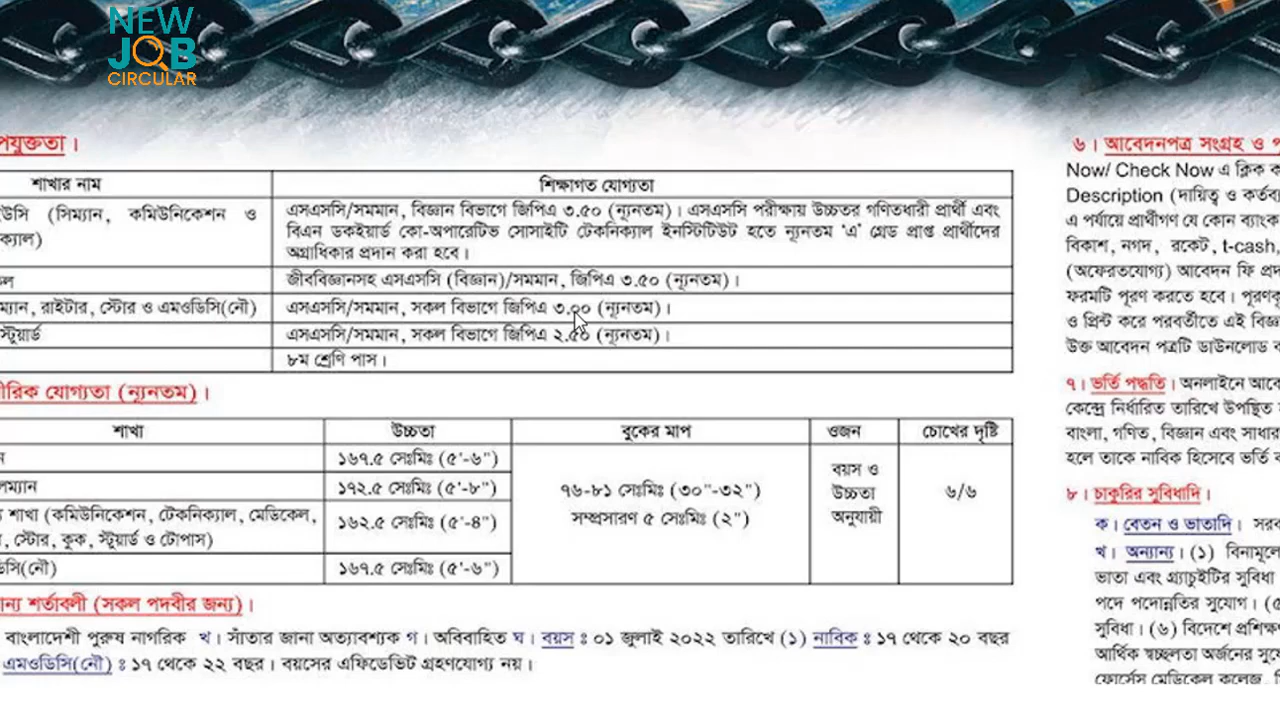 NEW
JOB
CIRCULAR
পযুক্ততা।
শাখার নাম
শিক্ষাগত যোগ্যতা
ইউসি (সিম্যান, কমিউনিকেশন ও
ক্যাল)
এসএসসি/সমমান, বিজ্ঞান বিভাগে জিপিএ ৩.৫০ (ন্যূনতম)। এসএসসি পরীক্ষায় উচ্চতর গণিতধারী প্রার্থী এবং
বিএন ডকইয়ার্ড কো-অপারেটিভ সোসাইটি টেকনিক্যাল ইনস্টিটিউট হতে ন্যূনতম ‘এ’ গ্রেড প্রাপ্ত প্রার্থীদের
অগ্রাধিকার প্রদান করা হবে।
কল
জীববিজ্ঞানসহ এসএসসি (বিজ্ঞান)/সমমান, জিপিএ ৩.৫০ (ন্যূনতম)।
ম্যান, রাইটার, স্টোর ও এমওডিসি(নৌ)
এসএসসি/সমমান, সকল বিভাগে জিপিএ ৩.০০ (ন্যূনতম)।
স্টুয়ার্ড
এসএসসি/সমমান, সকল বিভাগে জিপিএ ২.৫০ (ন্যূনতম)।
৮ম শ্রেণি পাস।
রীরিক যোগ্যতা (ন্যূনতম)।
শাখা
উচ্চতা
বুকের মাপ
ওজন
চোখের দৃষ্টি
ন
১৬৭.৫ সেঃমিঃ (৫'-৬")
লম্যান
১৭২.৫ সেঃমিঃ (৫'-৮")
্য শাখা (কমিউনিকেশন, টেকনিক্যাল, মেডিকেল,
, স্টোর, কুক, স্টুয়ার্ড ও টোপাস)
১৬২.৫ সেঃমিঃ (৫'-৪")
ডসি(নৌ)
১৬৭.৫ সেঃমিঃ (৫'-৬")
৭৬-৮১ সেঃমিঃ (৩০"-৩২")
সম্প্রসারণ ৫ সেঃমিঃ (২")
বয়স ও
উচ্চতা
অনুযায়ী
৬/৬
ান্য শর্তাবলী (সকল পদবীর জন্য)।
বাংলাদেশী পুরুষ নাগরিক খ। সাঁতার জানা অত্যাবশ্যক গ। অবিবাহিত ঘ। বয়স ঃ ০১ জুলাই ২০২২ তারিখে (১) নাবিক ঃ ১৭ থেকে ২০ বছর
এমওডিসি(নৌ) ঃ ১৭ থেকে ২২ বছর। বয়সের এফিডেভিট গ্রহণযোগ্য নয়।
৬। আবেদনপত্র সংগ্রহ ও প
Now/ Check Now এ ক্লিক ক
Description (দায়িত্ব ও কর্তব্য
এ পর্যায়ে প্রার্থীগণ যে কোন ব্যাংক
বিকাশ, নগদ, রকেট, t-cash,
(অফেরতযোগ্য) আবেদন ফি প্রদ
ফরমটি পূরণ করতে হবে। পূরণকৃ
ও প্রিন্ট করে পরবর্তীতে এই বিজ্ঞ
উক্ত আবেদন পত্রটি ডাউনলোড ক
৭। ভর্তি পদ্ধতি। অনলাইনে আবে
কেন্দ্রে নির্ধারিত তারিখে উপস্থিত হ
বাংলা, গণিত, বিজ্ঞান এবং সাধার
হলে তাকে নাবিক হিসেবে ভর্তি ক
৮। চাকুরির সুবিধাদি।
ক। বেতন ও ভাতাদি। সরক
খ। অন্যান্য। (১) বিনামূল্যে
ভাতা এবং গ্র্যাচুইটির সুবিধা
পদে পদোন্নতির সুযোগ। (৫
সুবিধা। (৬) বিদেশে প্রশিক্ষ
আর্থিক স্বচ্ছলতা অর্জনের সুযো
ফোর্সেস মেডিকেল কলেজ,